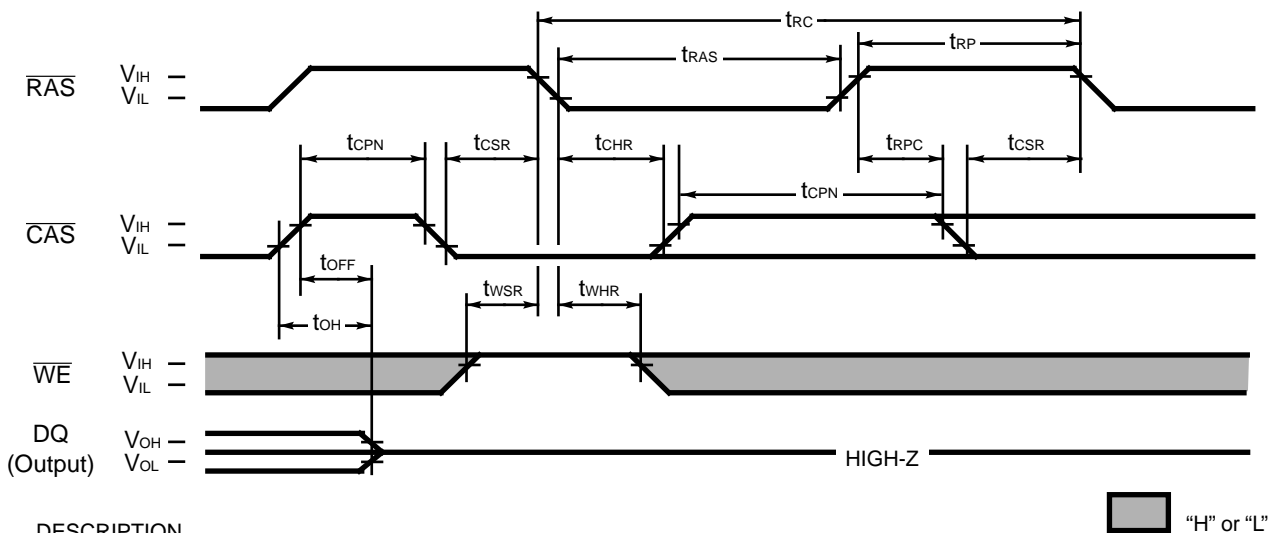 tRC
tRAS
tRP
RAS
VIH
VIL
tCPN
tCSR
tCHR
tRPC
tCSR
tCPN
CAS
VIH
VIL
tOFF
tWSR
tWHR
tOH
WE
VIH
VIL
DQ
(Output)
VOH
VOL
HIGH-Z
"H" or "L"
DESCRIPTION